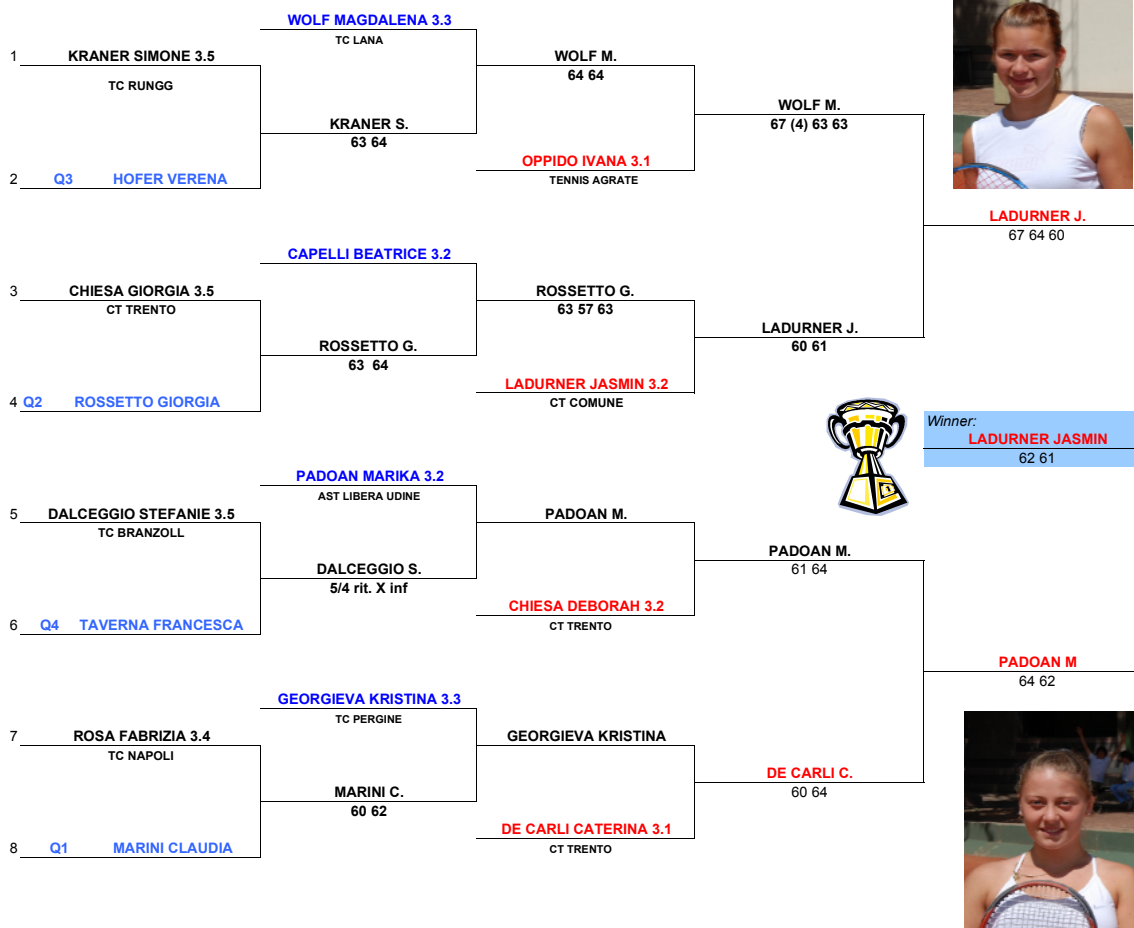 WOLF MAGDALENA 3.3
TC LANA
1 KRANER SIMONE 3.5
TC RUNGG
WOLF M.
64 64
WOLF M.
67 (4) 63 63
KRANER S.
63 64
OPPIDO IVANA 3.1
TENNIS AGRATE
2 Q3 HOFER VERENA
LADURNER J.
67 64 60
CAPELLI BEATRICE 3.2
3 CHIESA GIORGIA 3.5
CT TRENTO
ROSSETTO G.
63 57 63
LADURNER J.
60 61
ROSSETTO G.
63 64
LADURNER JASMIN 3.2
CT COMUNE
4 Q2 ROSSETTO GIORGIA
Winner:
LADURNER JASMIN
62 61
PADOAN MARIKA 3.2
AST LIBERA UDINE
1
5 DALCEGGIO STEFANIE 3.5
TC BRANZOLL
PADOAN M.
PADOAN M.
61 64
DALCEGGIO S.
5/4 rit. X inf
CHIESA DEBORAH 3.2
CT TRENTO
6 Q4 TAVERNA FRANCESCA
PADOAN M
64 62
GEORGIEVA KRISTINA 3.3
TC PERGINE
7 ROSA FABRIZIA 3.4
TC NAPOLI
GEORGIEVA KRISTINA
DE CARLI C.
60 64
MARINI C.
60 62
DE CARLI CATERINA 3.1
CT TRENTO
8 Q1 MARINI CLAUDIA